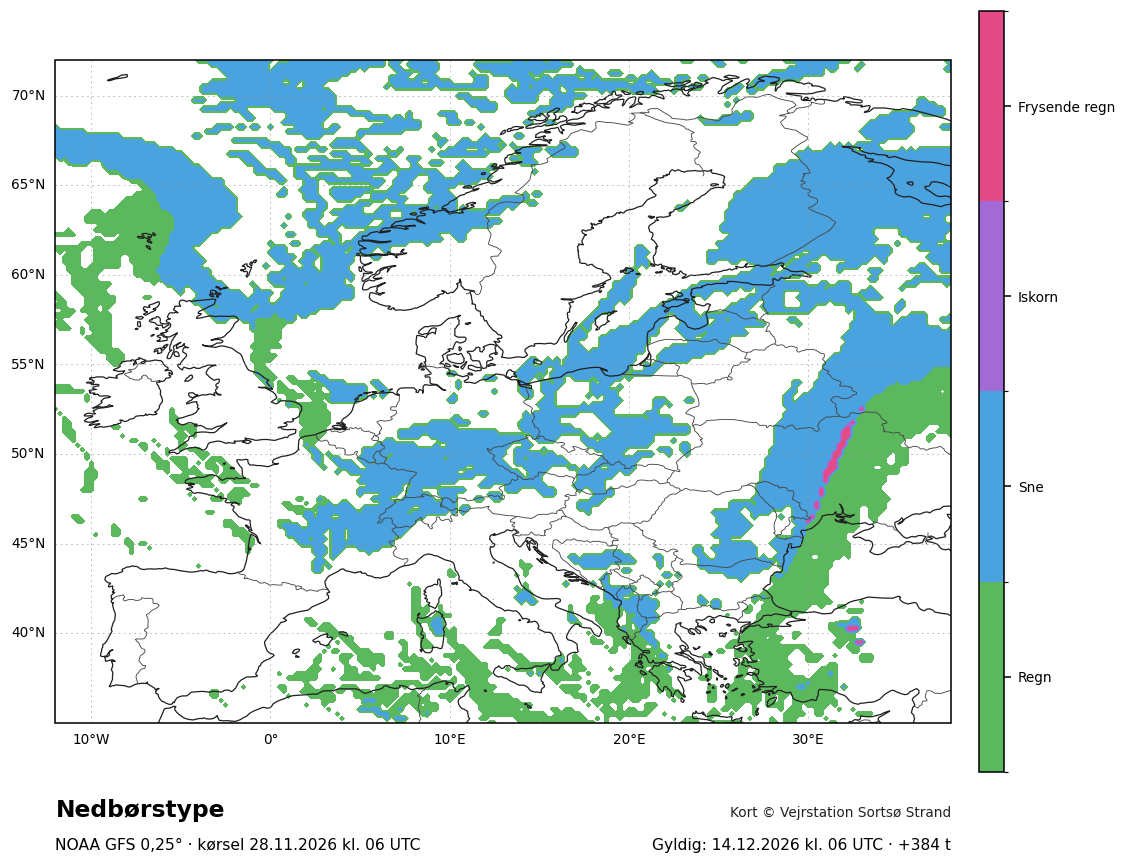 70°N
65°N
60°N
55°N
50°N
45°N
40°N
10°W
0°
10°E
20°E
30°E
Frysende regn
Iskorn
Sne
Regn
Nedbørstype
Kort © Vejrstation Sortsø Strand
NOAA GFS 0,25° · kørsel 28.11.2026 kl. 06 UTC
Gyldig: 14.12.2026 kl. 06 UTC · +384 t